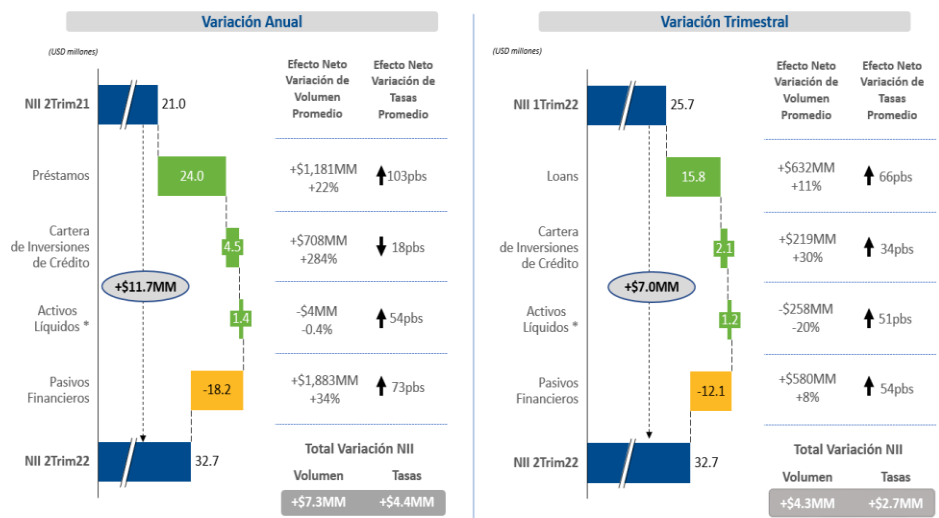 Variación Anual
(USD millones)
Efecto Neto
Variación de
Volumen
Promedio
Efecto Neto
Variación de
Tasas
Promedio
NII 2Trim21
21.0
Préstamos
24.0
+$1,181MM
+22%
103pbs
Cartera
de Inversiones
de Crédito
4.5
+$708MM
+284%
18pbs
+$11.7MM
Activos
Líquidos *
1.4
-$4MM
-0.4%
54pbs
Pasivos
Financieros
-18.2
+$1,883MM
+34%
73pbs
NII 2Trim22
32.7
Total Variación NII
Volumen
Tasas
+$7.3MM
+$4.4MM
Variación Trimestral
(USD millones)
Efecto Neto
Variación de
Volumen
Promedio
Efecto Neto
Variación de
Tasas
Promedio
NII 1Trim22
25.7
Loans
15.8
+$632MM
+11%
66pbs
Cartera
de Inversiones
de Crédito
2.1
+$219MM
+30%
34pbs
+$7.0MM
Activos
Líquidos *
1.2
-$258MM
-20%
51pbs
Pasivos
Financieros
-12.1
+$580MM
+8%
54pbs
NII 2Trim22
32.7
Total Variación NII
Volumen
Tasas
+$4.3MM
+$2.7MM